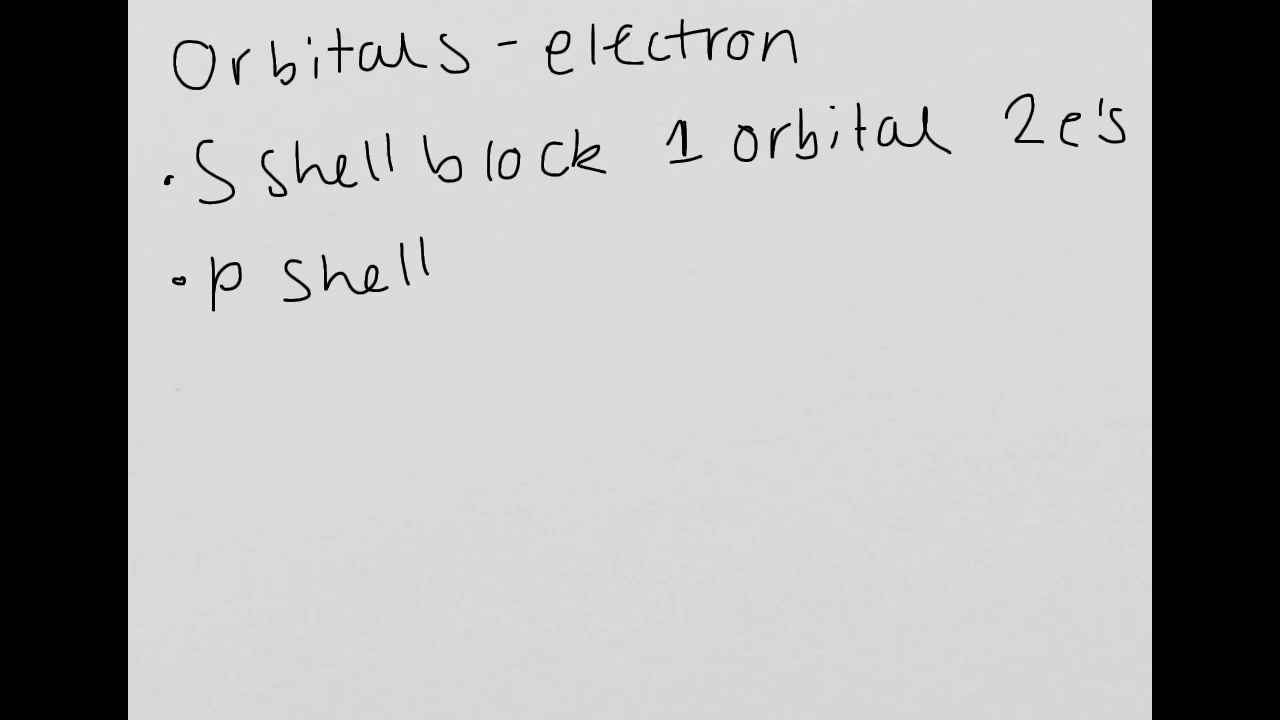 Orbitals - electron
• S shell block 1 orbital 2e's
• p shell